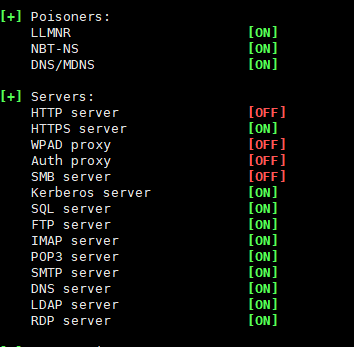 [+] Poisoners:
LLMNR [ON]
NBT-NS [ON]
DNS/MDNS [ON]
[+] Servers:
HTTP server [OFF]
HTTPS server [ON]
WPAD proxy [OFF]
Auth proxy [OFF]
SMB server [OFF]
Kerberos server [ON]
SQL server [ON]
FTP server [ON]
IMAP server [ON]
POP3 server [ON]
SMTP server [ON]
DNS server [ON]
LDAP server [ON]
RDP server [ON]